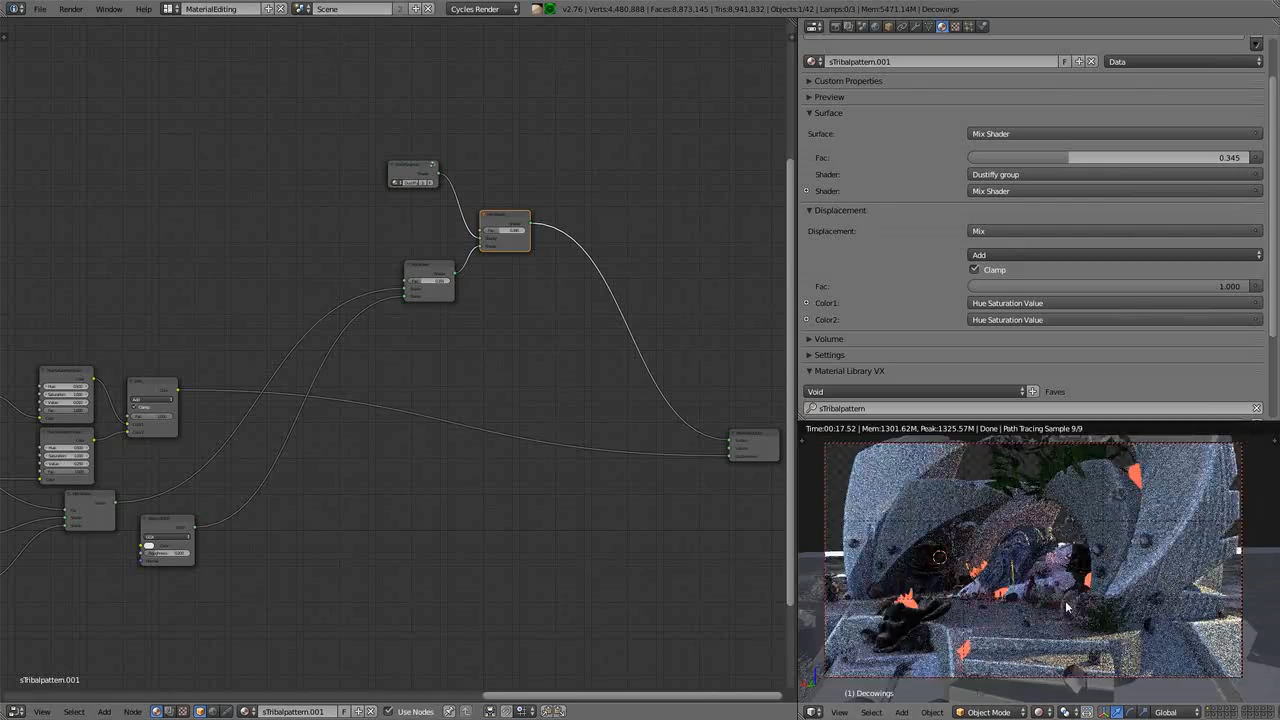 File Render Window Help MaterialEditing Scene 2 Cycles Render v2.76 | Verts:4,480,888 | Faces:8,873,145 | Tris:8,941,832 | Objects:1/42 | Lamps:0/3 | Mem:5471.14M | Decowings
sTribalpattern.001 F Data
Custom Properties
Preview
Surface
Surface: Mix Shader
Fac: 0.345
Shader: Dustiffy group
Shader: Mix Shader
Displacement
Displacement: Mix
Add
Clamp
Fac: 1.000
Color1: Hue Saturation Value
Color2: Hue Saturation Value
Volume
Settings
Material Library VX
Void Faves
sTribalpattern
Time:00:17.52 | Mem:1301.62M, Peak:1325.57M | Done | Path Tracing Sample 9/9
sTribalpattern.001
(1) Decowings
View Select Add Node sTribalpattern.001 F Use Nodes
View Select Add Object Object Mode Global